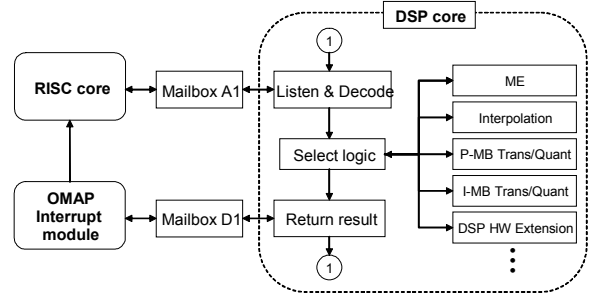 DSP core
1
RISC core
Mailbox A1
Listen & Decode
ME
Interpolation
Select logic
P-MB Trans/Quant
I-MB Trans/Quant
OMAP
Interrupt
module
Mailbox D1
Return result
DSP HW Extension
1